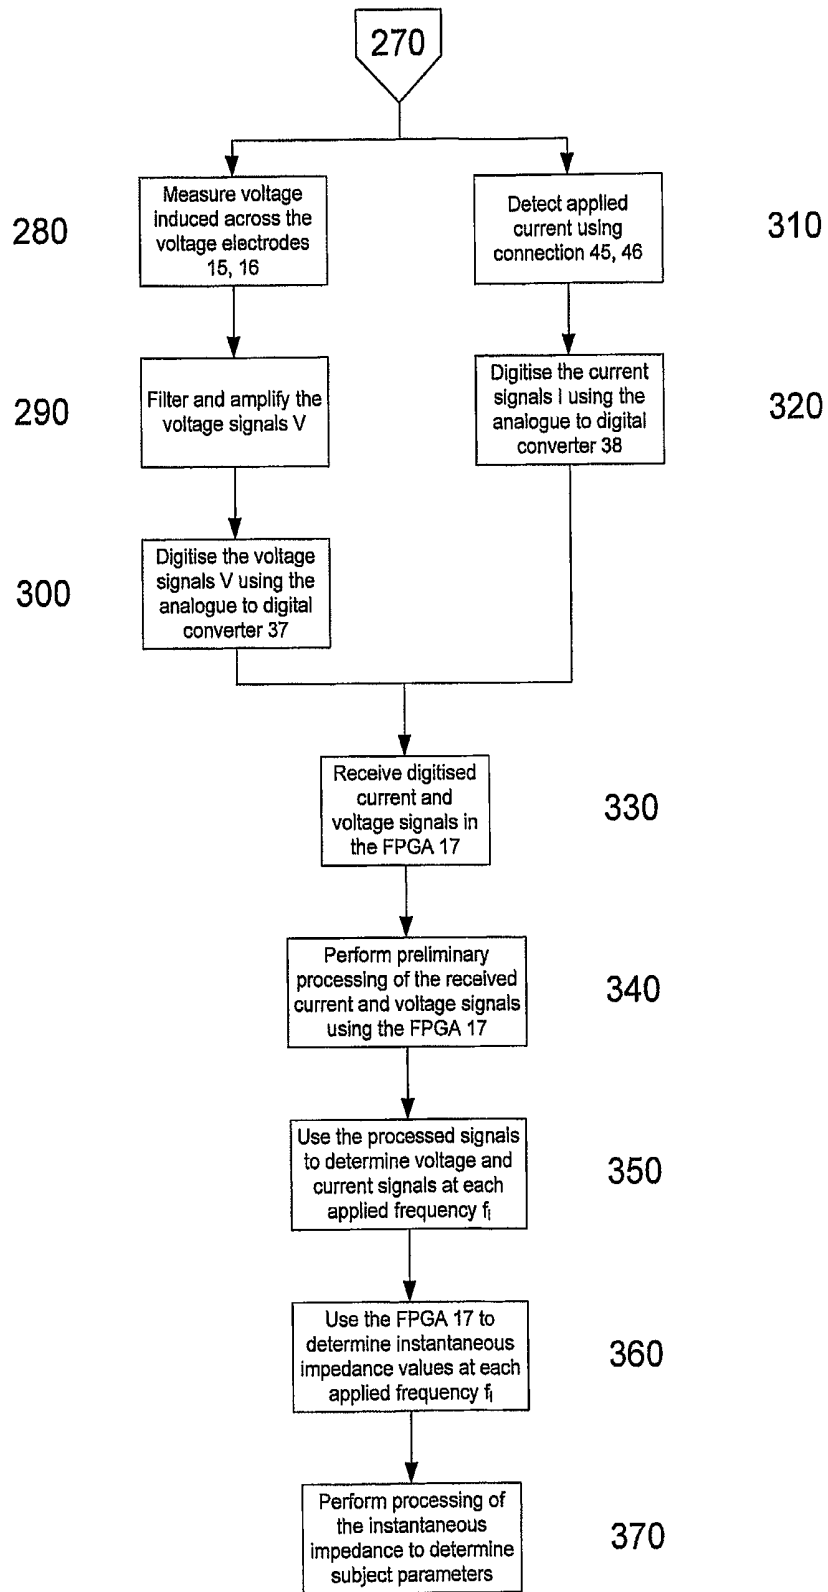 270
280
Measure voltage
induced across the
voltage electrodes
15, 16
Detect applied
current using
connection 45, 46
310
290
Filter and amplify the
voltage signals V
Digitise the current
signals I using the
analogue to digital
converter 38
320
300
Digitise the voltage
signals V using the
analogue to digital
converter 37
Receive digitised
current and
voltage signals in
the FPGA 17
330
Perform preliminary
processing of the received
current and voltage signals
using the FPGA 17
340
Use the processed signals
to determine voltage and
current signals at each
applied frequency fi
350
Use the FPGA 17 to
determine instantaneous
impedance values at each
applied frequency fi
360
Perform processing of
the instantaneous
impedance to determine
subject parameters
370